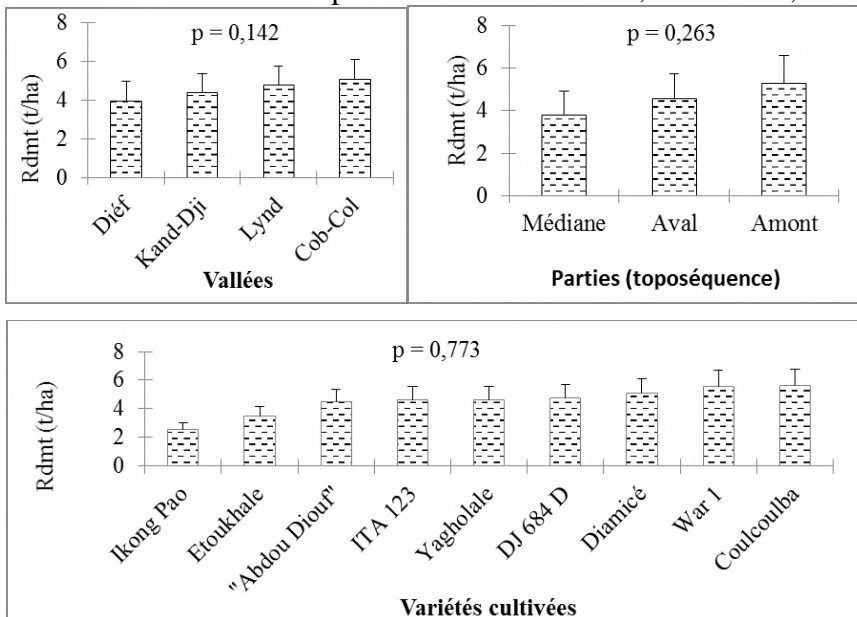 p = 0,142
8
6
4
2
0
Rdmt (t/ha)
Diéf
Kand-Dji
Lynd
Cob-Col
Vallées
p = 0,263
8
6
4
2
0
Rdmt (t/ha)
Médiane
Aval
Amont
Parties (toposéquence)
p = 0,773
8
6
4
2
0
Rdmt (t/ha)
Ikong Pao
Etoukhale
"Abdou Diouf"
ITA 123
Yagholale
DJ 684 D
Diamicé
War 1
Coulcoulba
Variétés cultivées